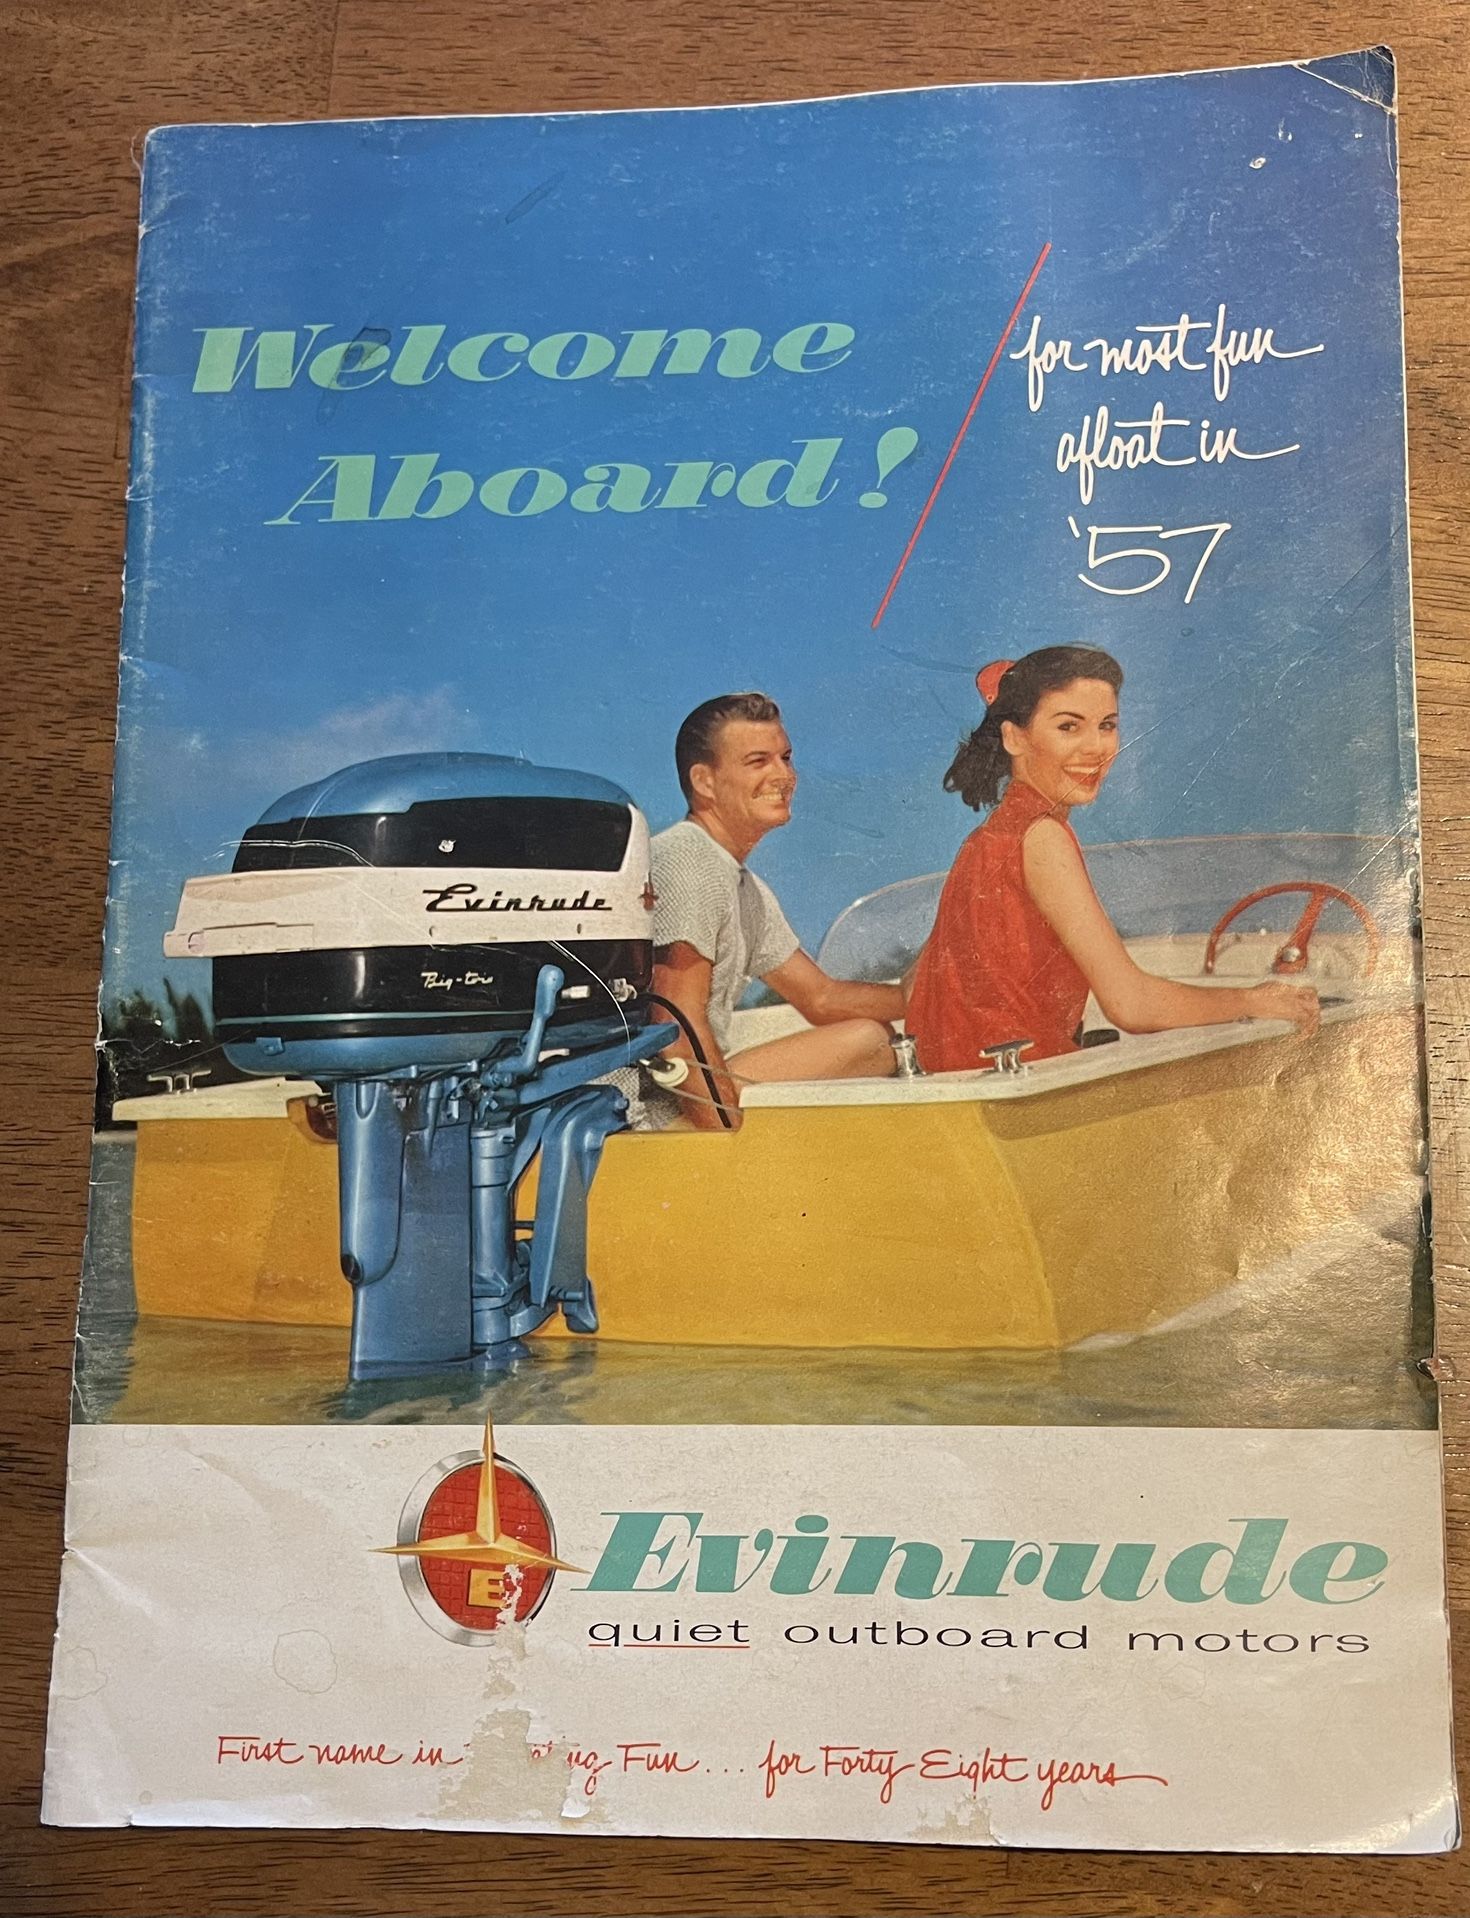 Welcome
Aboard!
for most fun
afloat in
'57
Evinrude
Big-twin
E
Evinrude
quiet outboard motors
First name in Fun... for Forty-Eight years